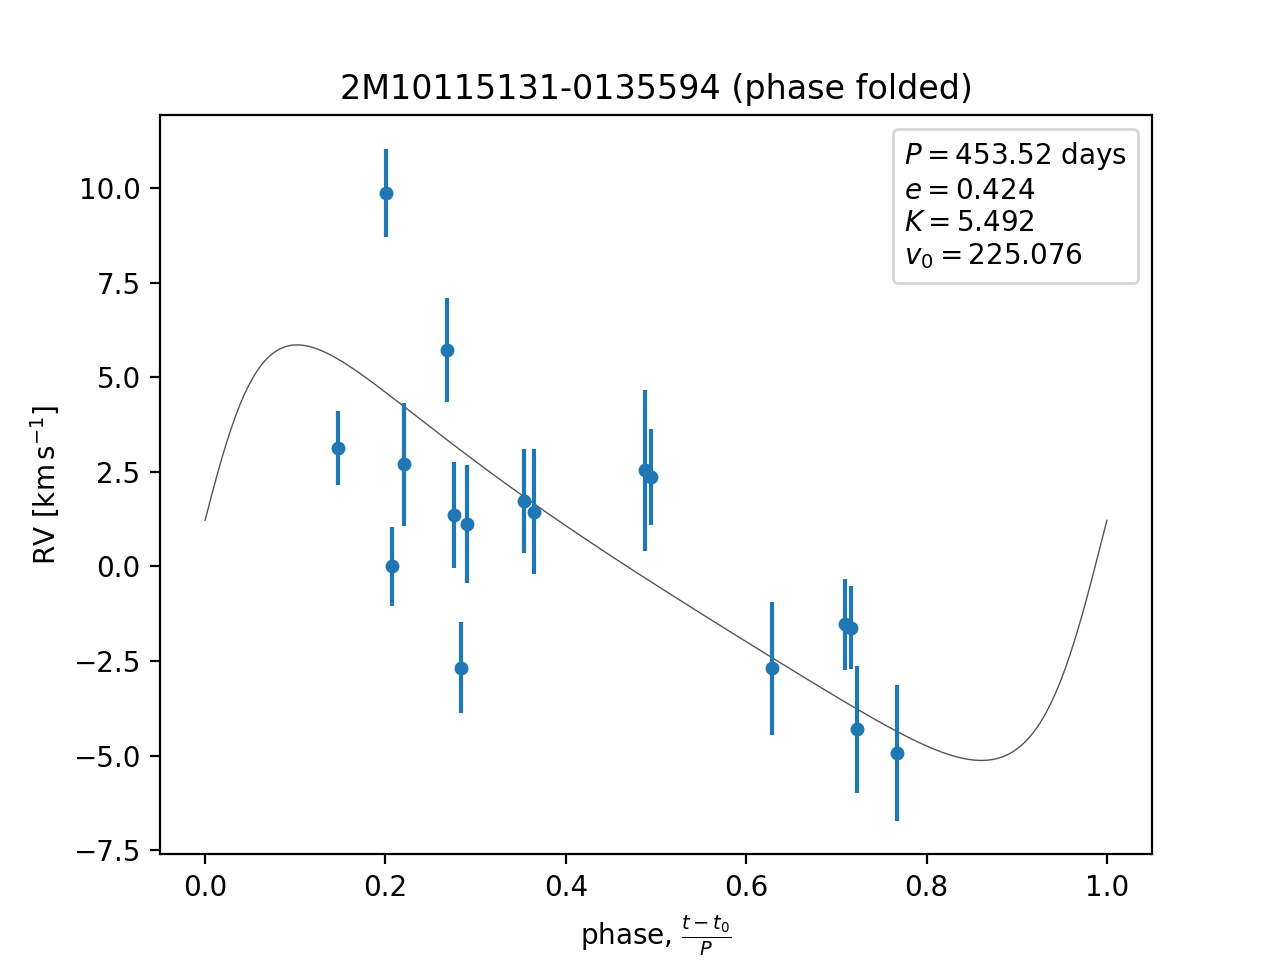 2M10115131-0135594 (phase folded)
P = 453.52 days
e = 0.424
K = 5.492
v₀ = 225.076
10.0
7.5
5.0
2.5
0.0
−2.5
−5.0
−7.5
RV [km s⁻¹]
0.0 0.2 0.4 0.6 0.8 1.0
phase, (t − t₀)/P